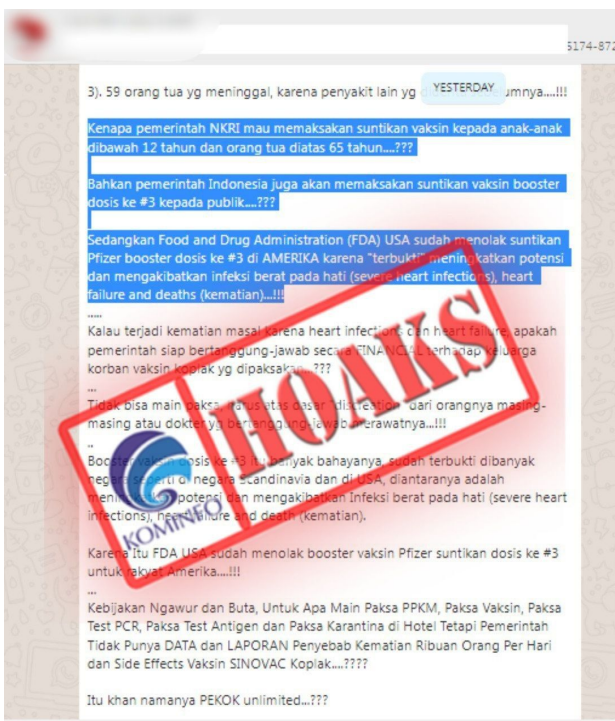 5174-872
YESTERDAY
3). 59 orang tua yg meninggal, karena penyakit lain yg umnya....!!!
Kenapa pemerintah NKRI mau memaksakan suntikan vaksin kepada anak-anak
dibawah 12 tahun dan orang tua diatas 65 tahun....???
Bahkan pemerintah Indonesia juga akan memaksakan suntikan vaksin booster
dosis ke #3 kepada publik....???
Sedangkan Food and Drug Administration (FDA) USA sudah menolak suntikan
Pfizer booster dosis ke #3 di AMERIKA karena "terbukti" meningkatkan potensi
dan mengakibatkan infeksi berat pada hati (severe heart infections), heart
failure and deaths (kematian)...!!!
.....
Kalau terjadi kematian masal karena heart infections dan heart failure, apakah
pemerintah siap bertanggung-jawab secara FINANCIAL terhadap keluarga
korban vaksin koplak yg dipaksakan...???
...
Tidak bisa main paksa, harus atas dasar "discreation" dari orangnya masing-
masing atau dokter yg bertanggung-jawab merawatnya...!!!
..
Booster vaksin dosis ke #3 itu banyak bahayanya, sudah terbukti dibanyak
negara seperti di negara Scandinavia dan di USA, diantaranya adalah
meningkatkan potensi dan mengakibatkan Infeksi berat pada hati (severe heart
infections), heart failure and death (kematian).
Karena Itu FDA USA sudah menolak booster vaksin Pfizer suntikan dosis ke #3
untuk rakyat Amerika....!!!
...
Kebijakan Ngawur dan Buta, Untuk Apa Main Paksa PPKM, Paksa Vaksin, Paksa
Test PCR, Paksa Test Antigen dan Paksa Karantina di Hotel Tetapi Pemerintah
Tidak Punya DATA dan LAPORAN Penyebab Kematian Ribuan Orang Per Hari
dan Side Effects Vaksin SINOVAC Koplak....????
Itu khan namanya PEKOK unlimited...???
HOAKS
KOMINFO